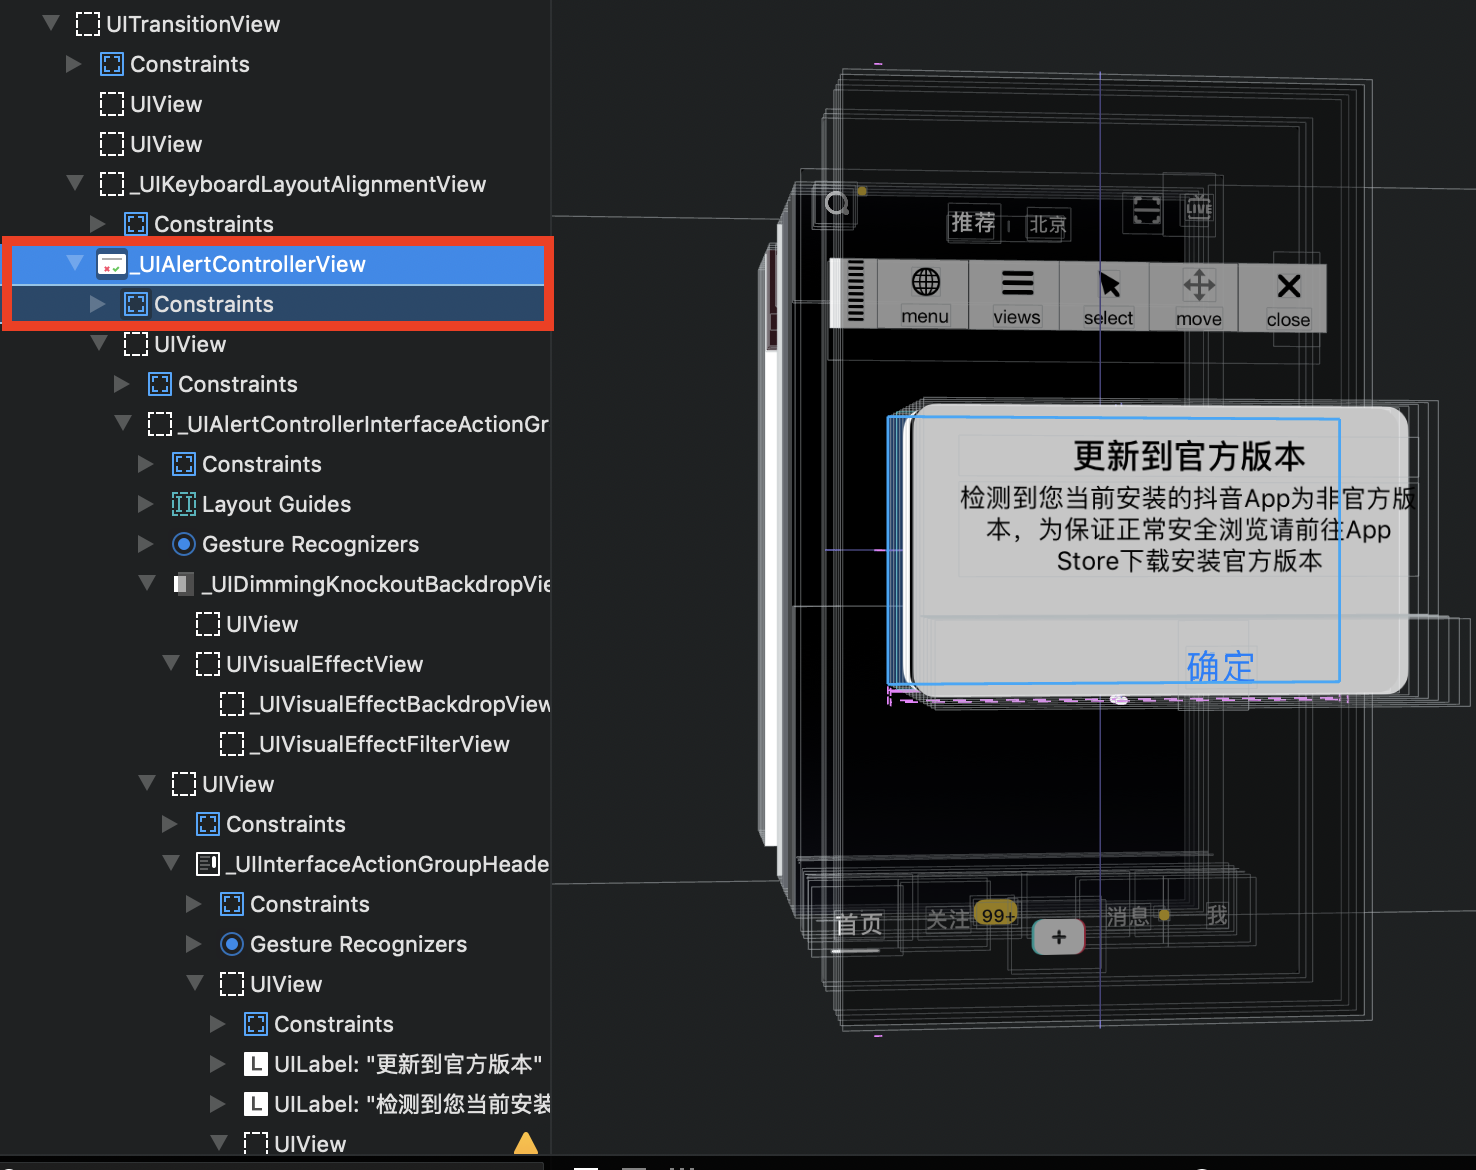 UITransitionView
Constraints
UIView
UIView
_UIKeyboardLayoutAlignmentView
Constraints
_UIAlertControllerView
Constraints
UIView
Constraints
_UIAlertControllerInterfaceActionGr
Constraints
Layout Guides
Gesture Recognizers
_UIDimmingKnockoutBackdropVie
UIView
UIVisualEffectView
_UIVisualEffectBackdropView
_UIVisualEffectFilterView
UIView
Constraints
_UIInterfaceActionGroupHeade
Constraints
Gesture Recognizers
UIView
Constraints
L UILabel: "更新到官方版本"
L UILabel: "检测到您当前安装
UIView
推荐 北京 LIVE
menu views select move close
更新到官方版本
检测到您当前安装的抖音App为非官方版
本，为保证正常安全浏览请前往App
Store下载安装官方版本
确定
首页 关注 99+ + 消息 我